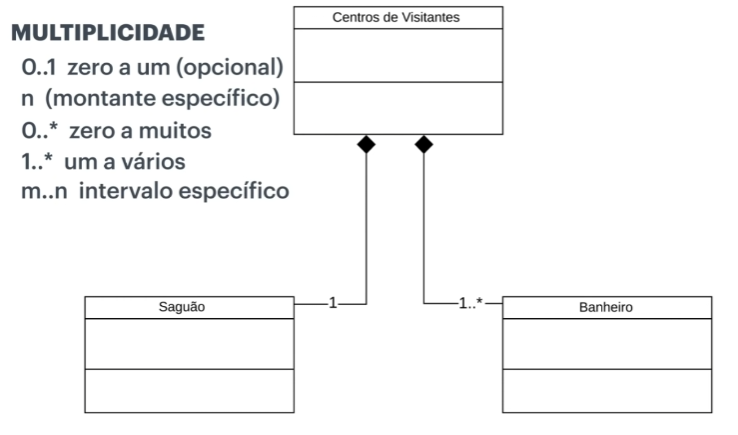 MULTIPLICIDADE
0..1 zero a um (opcional)
n (montante específico)
0..* zero a muitos
1..* um a vários
m..n intervalo específico
Centros de Visitantes
1
1..*
Saguão
Banheiro